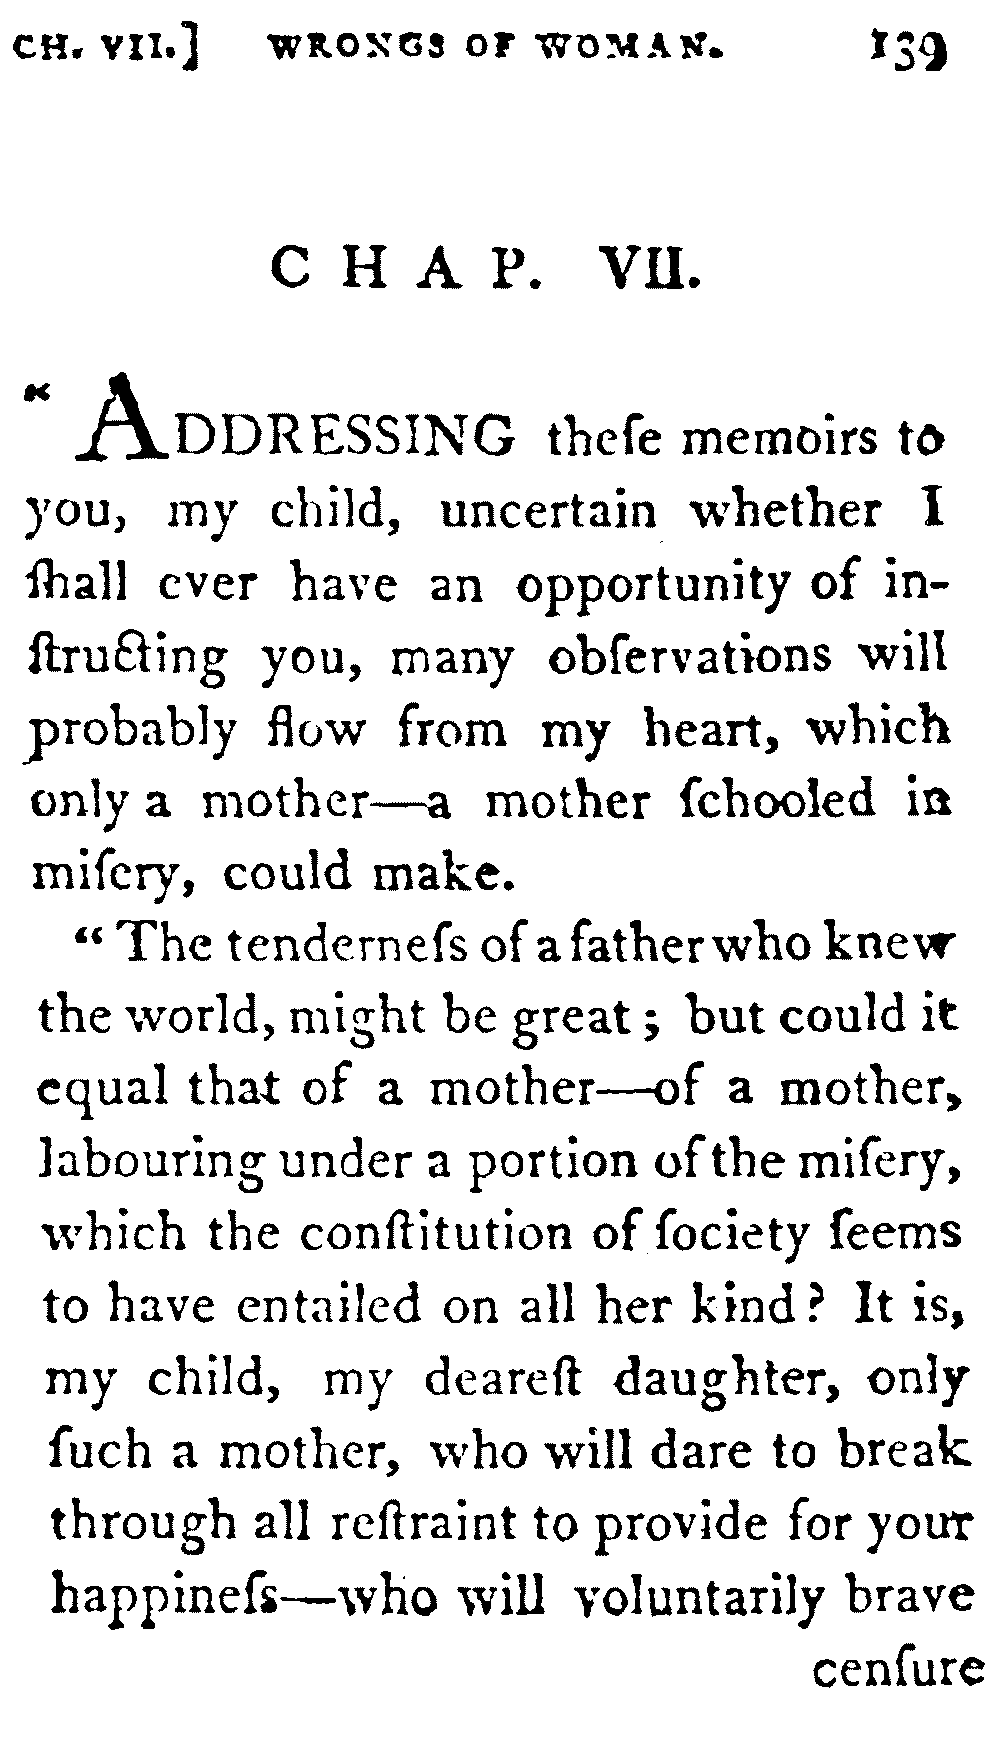 CH. VII.] WRONGS OF WOMAN. 139
CHAP. VII.
“ ADDRESSING theſe memoirs to
you, my child, uncertain whether I
ſhall ever have an opportunity of in-
ſtructing you, many obſervations will
probably flow from my heart, which
only a mother—a mother ſchooled in
miſery, could make.
“ The tenderneſs of a father who knew
the world, might be great ; but could it
equal that of a mother—of a mother,
labouring under a portion of the miſery,
which the conſtitution of ſociety ſeems
to have entailed on all her kind ? It is,
my child, my deareſt daughter, only
ſuch a mother, who will dare to break
through all reſtraint to provide for your
happineſs—who will voluntarily brave
cenſure